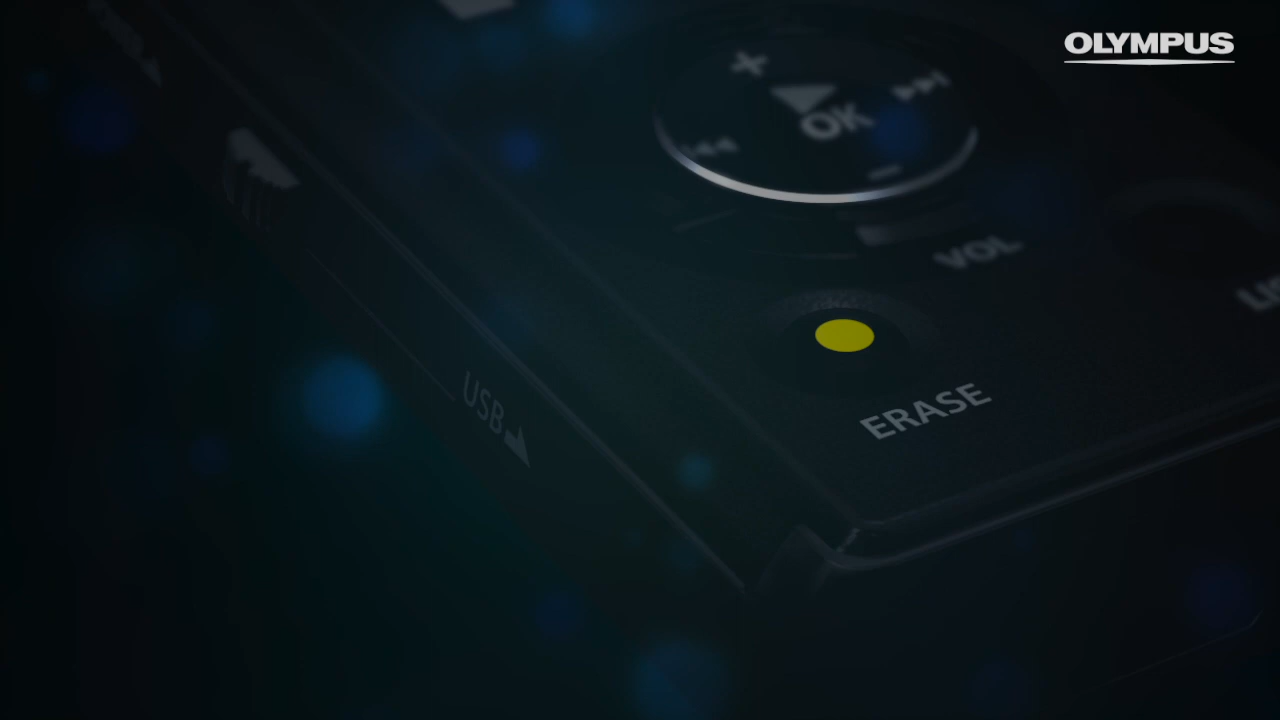 OLYMPUS
+
OK
−
VOL
ERASE
USB